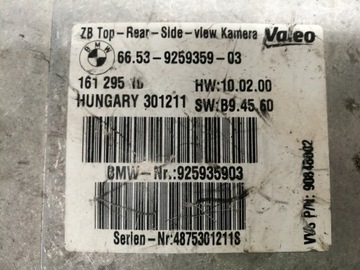 ZB Top-Rear-Side-view Kamera Valeo
BMW
66.53-9259359-03
161 295
HW:10.02.00
HUNGARY 301211 SW:B9.45.60
BMW-Nr.:925935903
Serien-Nr:48753012118
P/N: